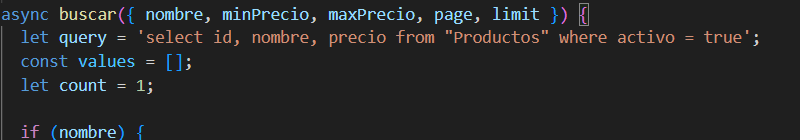 async buscar({ nombre, minPrecio, maxPrecio, page, limit }) {
let query = 'select id, nombre, precio from "Productos" where activo = true';
const values = [];
let count = 1;
if (nombre) {